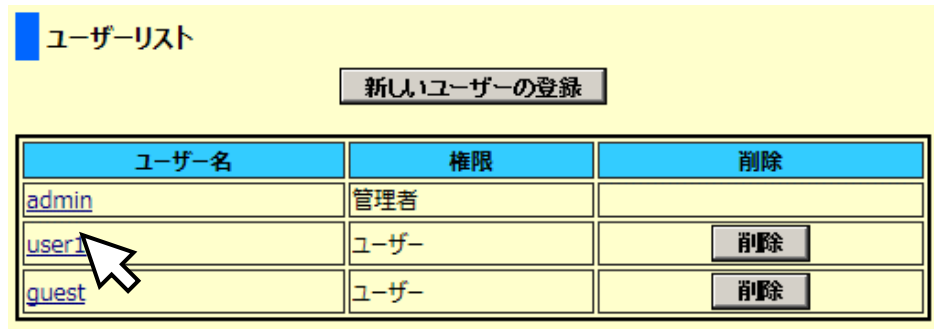 ユーザーリスト
新しいユーザーの登録
ユーザー名 権限 削除
admin 管理者
user1 ユーザー 削除
guest ユーザー 削除